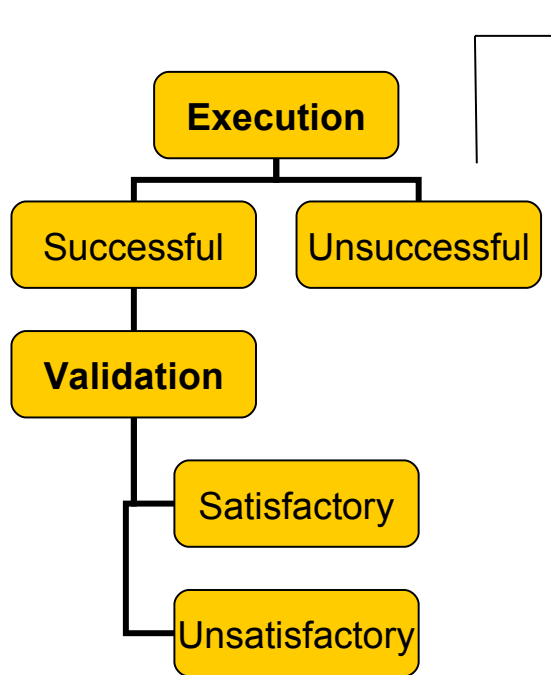 Execution
Successful
Unsuccessful
Validation
Satisfactory
Unsatisfactory